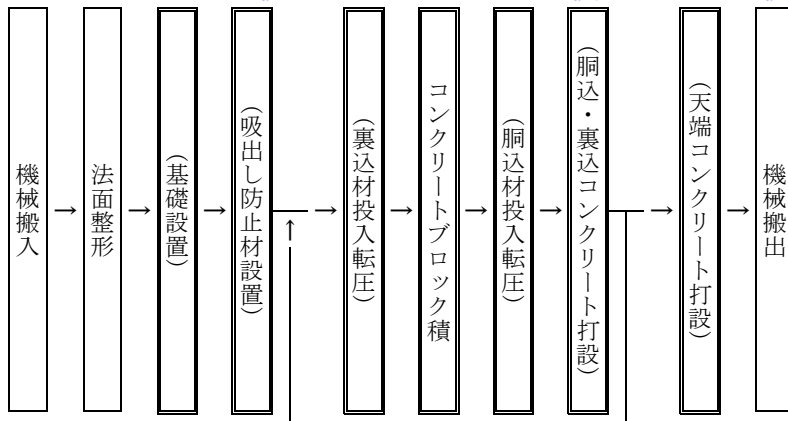 機械搬入
→
法面整形
→
(基礎設置)
→
(吸出し防止材設置)
→
↑
(裏込材投入転圧)
→
コンクリートブロック積
→
(胴込材投入転圧)
→
(胴込・裏込コンクリート打設)
→
(天端コンクリート打設)
→
機械搬出